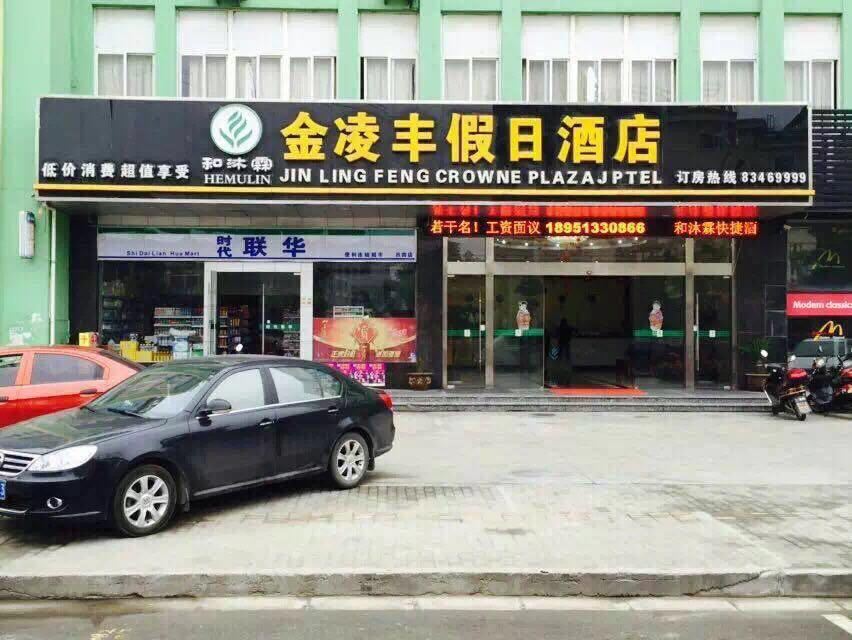 金凌丰假日酒店
和沐霖
HEMULIN
低价消费 超值享受
JIN LING FENG CROWNE PLAZAJPTEL
订房热线 83469999
若干名! 工资面议 18951330866 和沐霖快捷酒
时代 联华
Shi Dai Lian Hua Mart
Modern classic